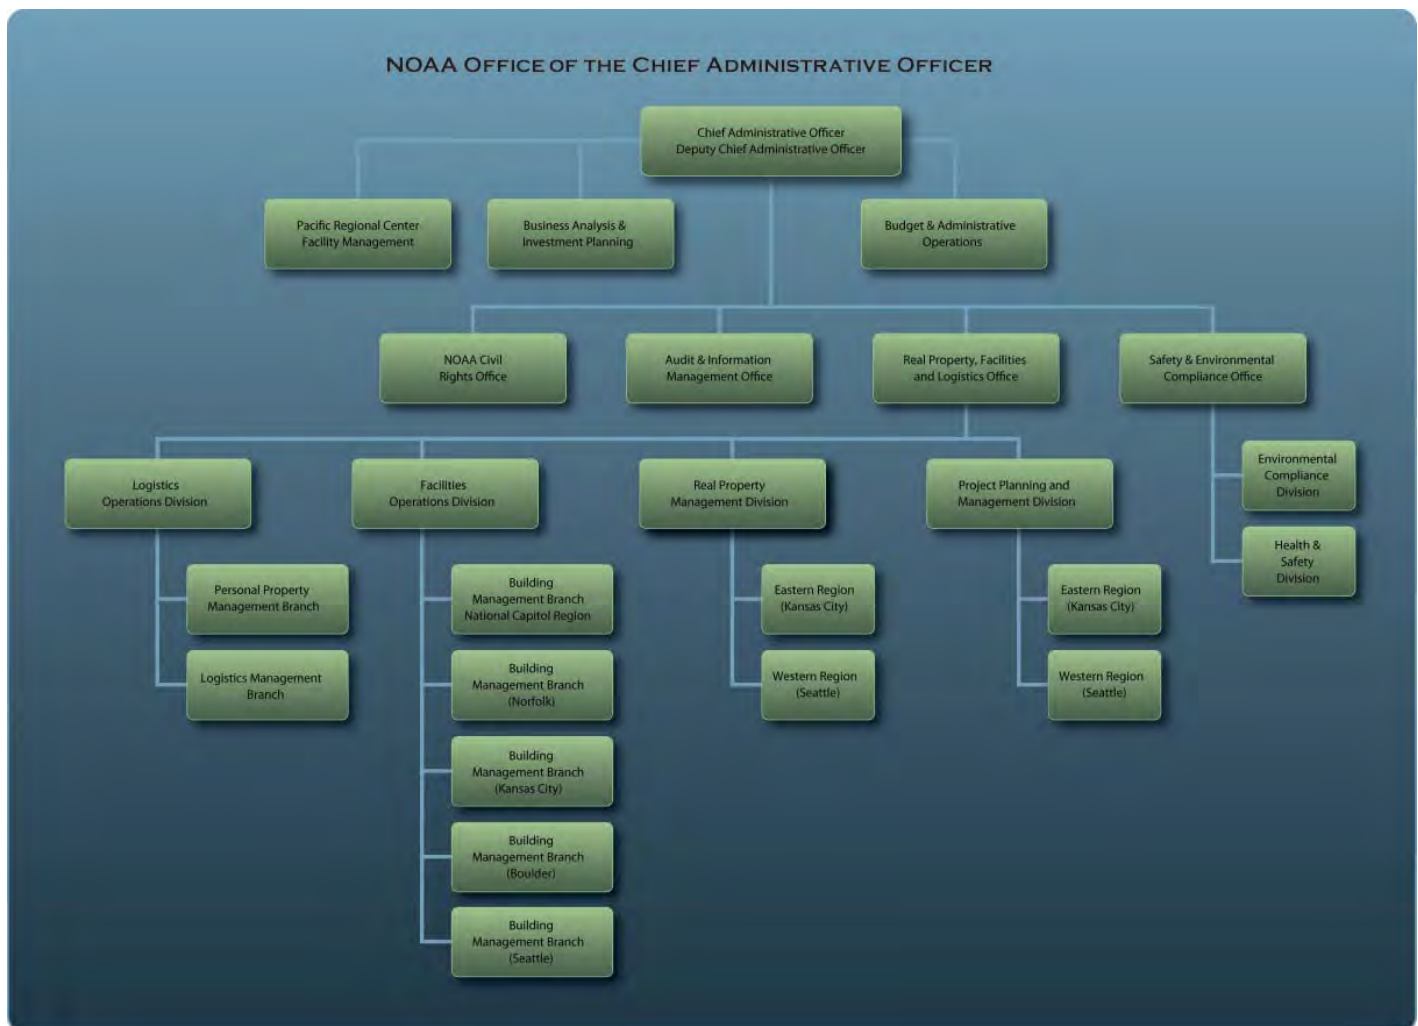 NOAA OFFICE OF THE CHIEF ADMINISTRATIVE OFFICER
Chief Administrative Officer
Deputy Chief Administrative Officer
Pacific Regional Center
Facility Management
Business Analysis &
Investment Planning
Budget & Administrative
Operations
NOAA Civil
Rights Office
Audit & Information
Management Office
Real Property, Facilities
and Logistics Office
Safety & Environmental
Compliance Office
Logistics
Operations Division
Facilities
Operations Division
Real Property
Management Division
Project Planning and
Management Division
Environmental
Compliance
Division
Health &
Safety
Division
Personal Property
Management Branch
Logistics Management
Branch
Building
Management Branch
National Capitol Region
Building
Management Branch
(Norfolk)
Building
Management Branch
(Kansas City)
Building
Management Branch
(Boulder)
Building
Management Branch
(Seattle)
Eastern Region
(Kansas City)
Western Region
(Seattle)
Eastern Region
(Kansas City)
Western Region
(Seattle)